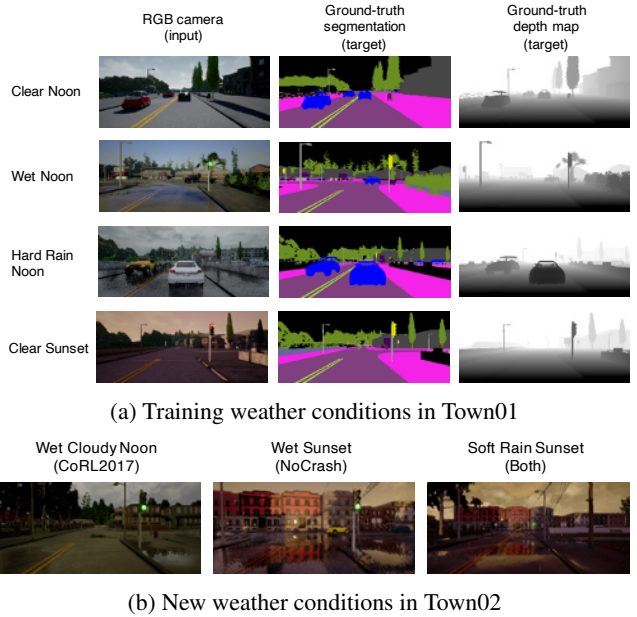 RGB camera
(input)
Ground-truth
segmentation
(target)
Ground-truth
depth map
(target)
Clear Noon
Wet Noon
Hard Rain
Noon
Clear Sunset
(a) Training weather conditions in Town01
Wet Cloudy Noon
(CoRL2017)
Wet Sunset
(NoCrash)
Soft Rain Sunset
(Both)
(b) New weather conditions in Town02